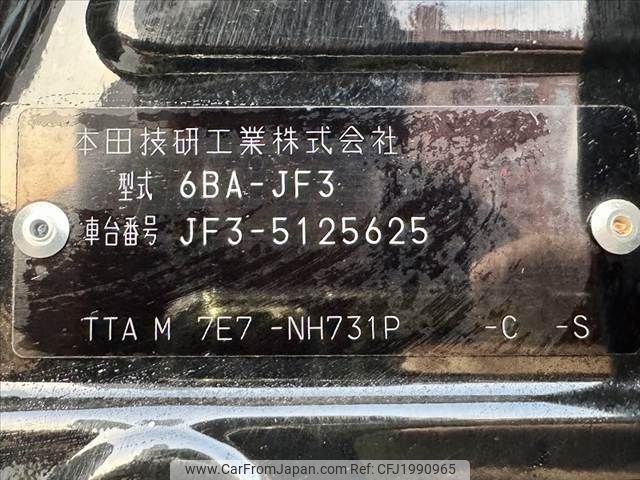 本田技研工業株式会社
型式 6BA-JF3
車台番号 JF3-5125625
TTA M 7E7 -NH731P -C -S
www.CarFromJapan.com Ref:CFJ1990965